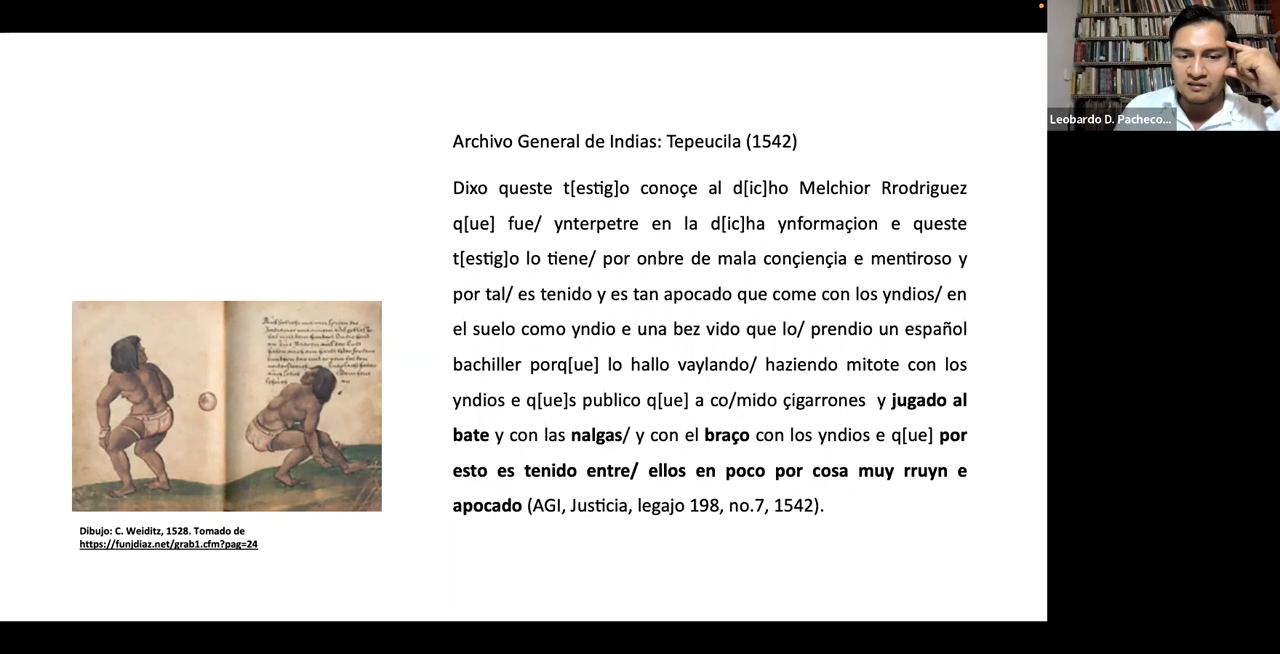 Archivo General de Indias: Tepeucila (1542)
Dixo queste t[estig]o conoçe al d[ic]ho Melchior Rrodriguez
q[ue] fue/ ynterpetre en la d[ic]ha ynformaçion e queste
t[estig]o lo tiene/ por onbre de mala conçiençia e mentiroso y
por tal/ es tenido y es tan apocado que come con los yndios/ en
el suelo como yndio e una bez vido que lo/ prendio un español
bachiller porq[ue] lo hallo vaylando/ haziendo mitote con los
yndios e q[ue]s publico q[ue] a co/mido çigarrones y jugado al
bate y con las nalgas/ y con el braço con los yndios e q[ue] por
esto es tenido entre/ ellos en poco por cosa muy rruyn e
apocado (AGI, Justicia, legajo 198, no.7, 1542).
Dibujo: C. Weiditz, 1528. Tomado de
https://funjdiaz.net/grab1.cfm?pag=24
Leobardo D. Pacheco...